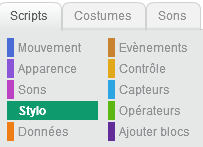 Scripts Costumes Sons
Mouvement Evènements
Apparence Contrôle
Sons Capteurs
Stylo Opérateurs
Données Ajouter blocs